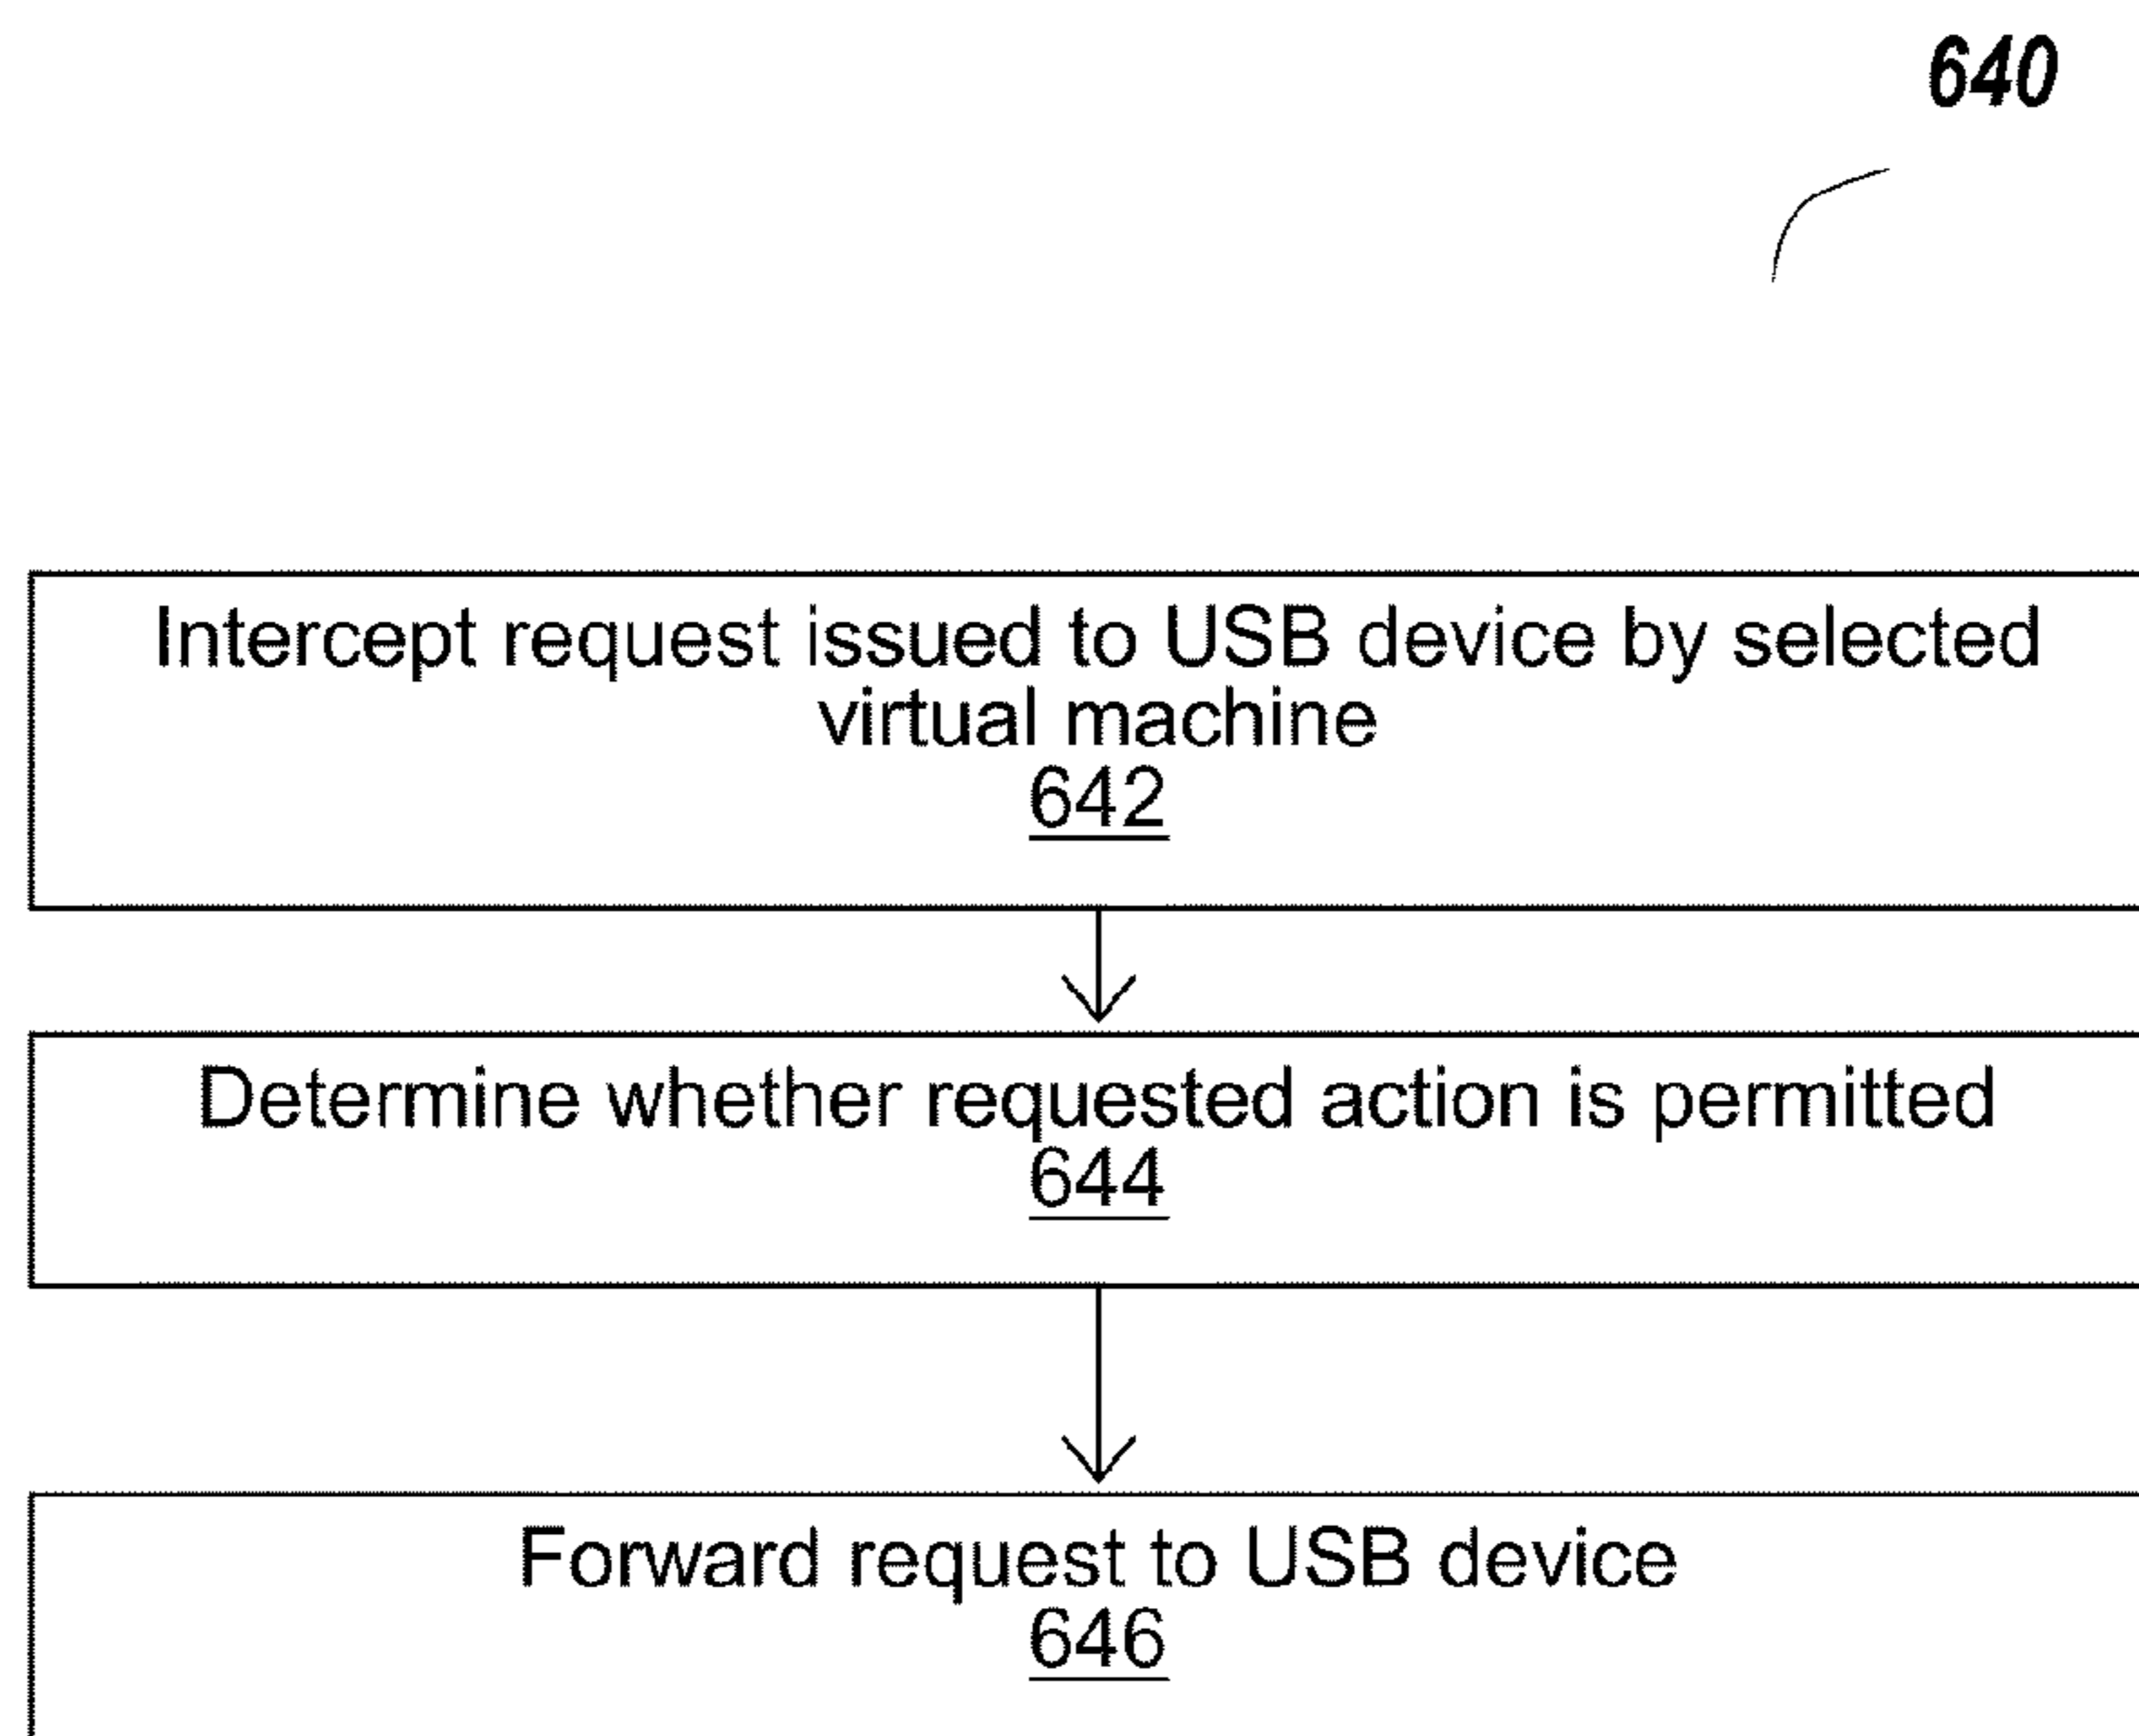 640
Intercept request issued to USB device by selected
virtual machine
642
Determine whether requested action is permitted
644
Forward request to USB device
646